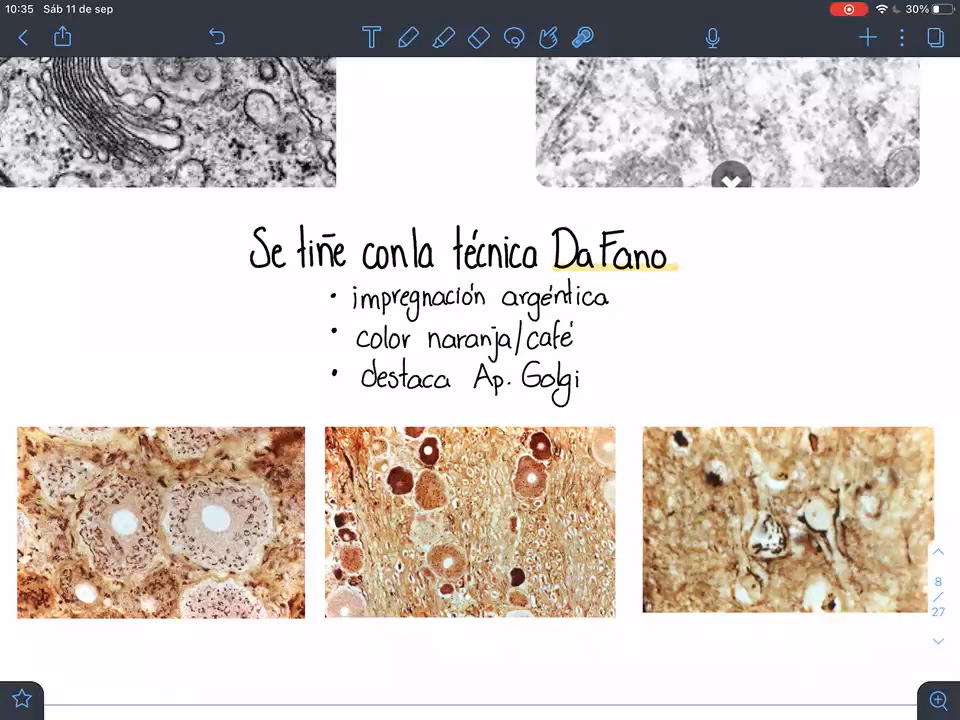 10:35 Sáb 11 de sep
30%
Se tiñe con la técnica Da Fano
• impregnación argéntica
• color naranja/café
• destaca Ap. Golgi
8
/
27